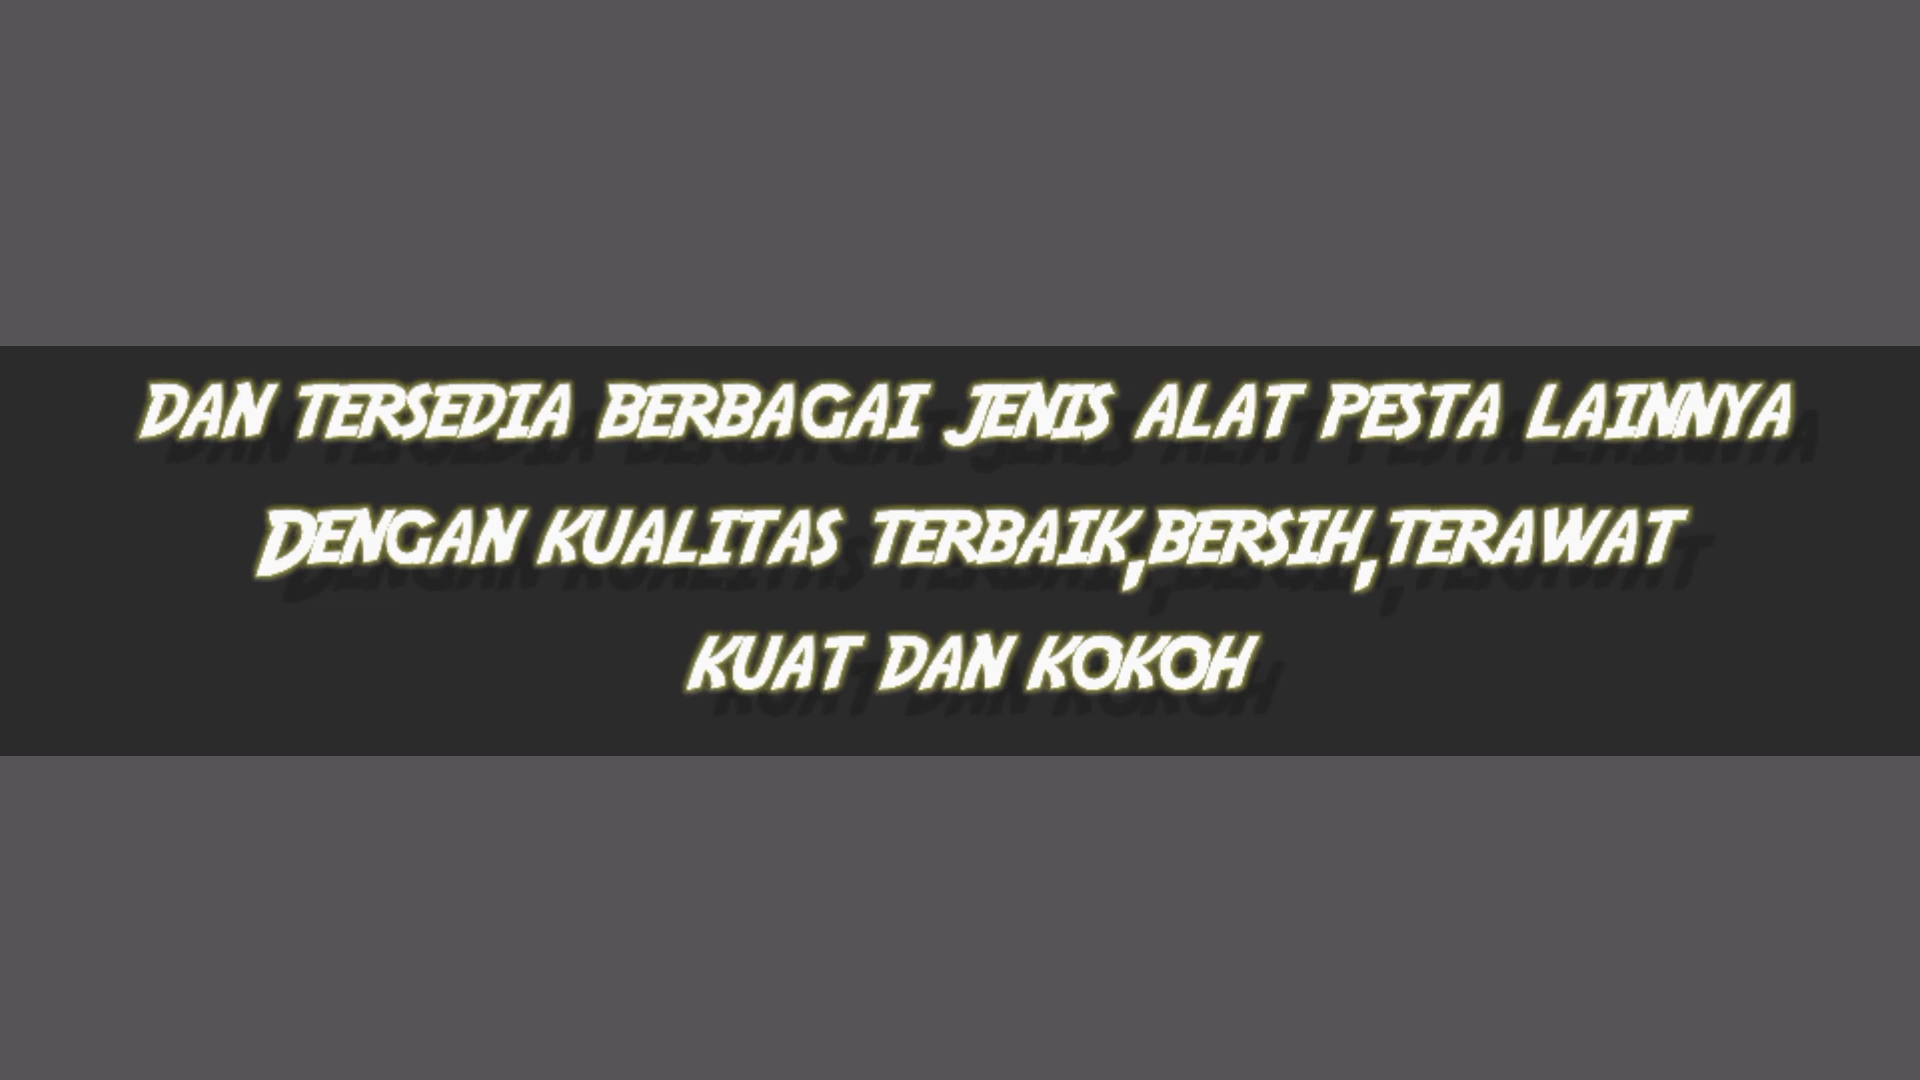 DAN TERSEDIA BERBAGAI JENIS ALAT PESTA LAINNYA
DENGAN KUALITAS TERBAIK,BERSIH,TERAWAT
KUAT DAN KOKOH